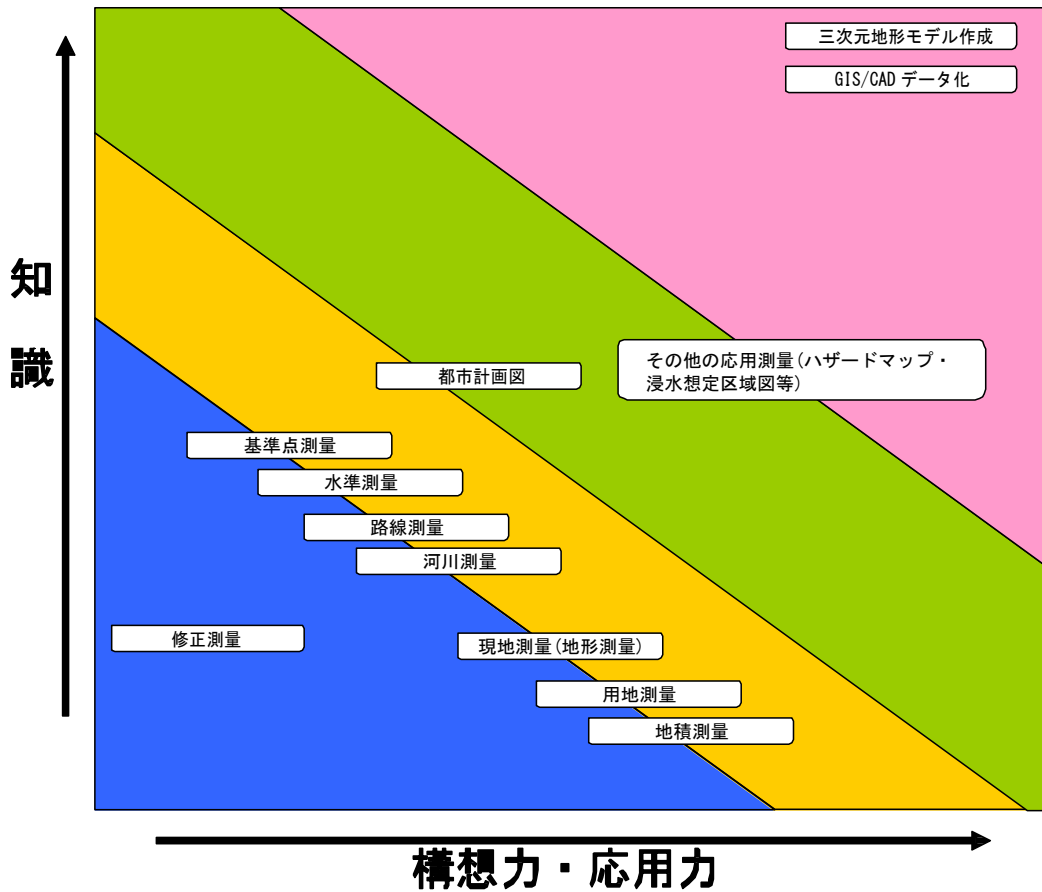 三次元地形モデル作成
GIS/CAD データ化
知
識
その他の応用測量(ハザードマップ・
浸水想定区域図等)
都市計画図
基準点測量
水準測量
路線測量
河川測量
修正測量
現地測量(地形測量)
用地測量
地積測量
構想力・応用力